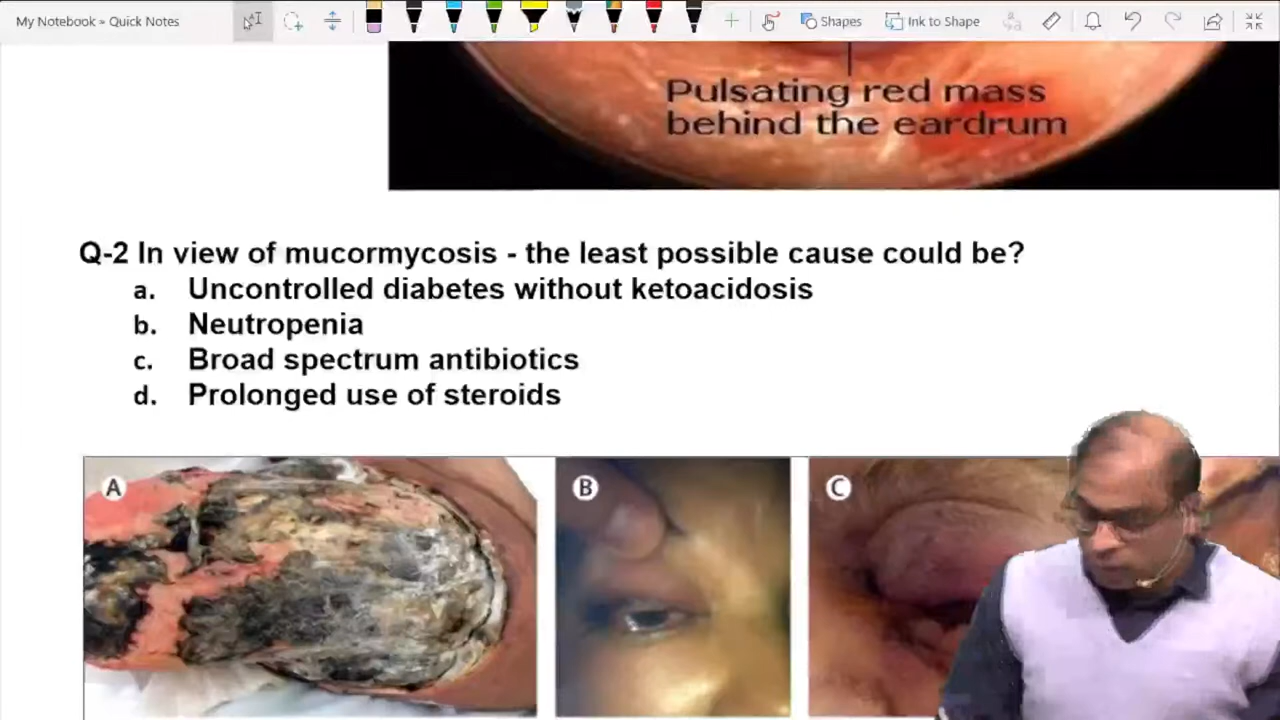 My Notebook » Quick Notes
Shapes
Ink to Shape
Pulsating red mass
behind the eardrum
Q-2 In view of mucormycosis - the least possible cause could be?
a. Uncontrolled diabetes without ketoacidosis
b. Neutropenia
c. Broad spectrum antibiotics
d. Prolonged use of steroids
A
B
C